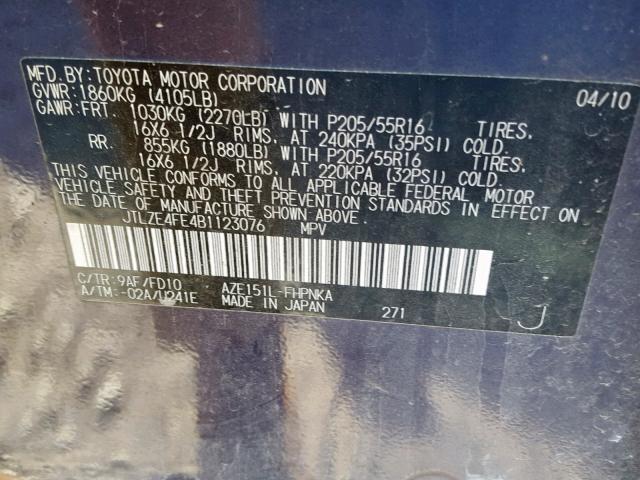 MFD.BY:TOYOTA MOTOR CORPORATION 04/10
GVWR:1860KG (4105LB)
GAWR:FRT. 1030KG (2270LB) WITH P205/55R16 TIRES,
16X6 1/2J RIMS, AT 240KPA (35PSI) COLD.
RR. 855KG (1880LB) WITH P205/55R16 TIRES,
16X6 1/2J RIMS, AT 220KPA (32PSI) COLD.
THIS VEHICLE CONFORMS TO ALL APPLICABLE FEDERAL MOTOR
VEHICLE SAFETY AND THEFT PREVENTION STANDARDS IN EFFECT ON
THE DATE OF MANUFACTURE SHOWN ABOVE.
JTLZE4FE4B1123076 MPV
C/TR:9AF/FD10 AZE151L-FHPNKA
A/TM:-02A/U241E MADE IN JAPAN 271 J